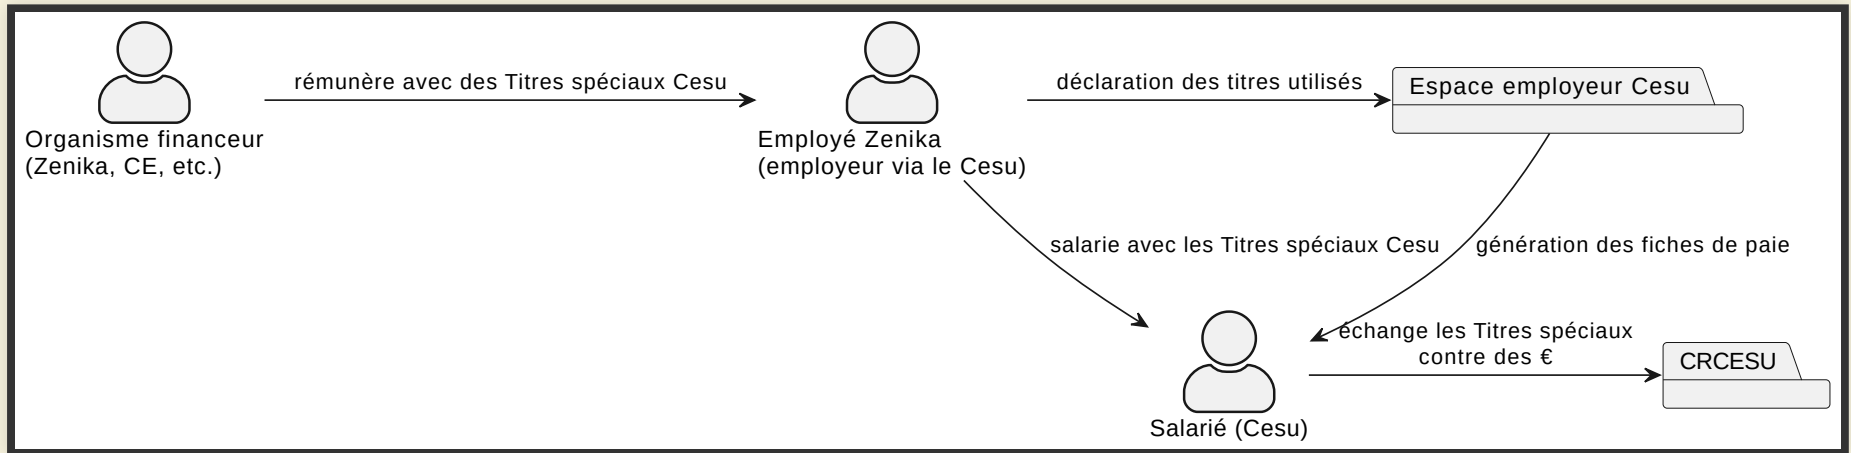 rémunère avec des Titres spéciaux Cesu
déclaration des titres utilisés
Espace employeur Cesu
Organisme financeur
(Zenika, CE, etc.)
Employé Zenika
(employeur via le Cesu)
salarie avec les Titres spéciaux Cesu
génération des fiches de paie
échange les Titres spéciaux
contre des €
CRCESU
Salarié (Cesu)